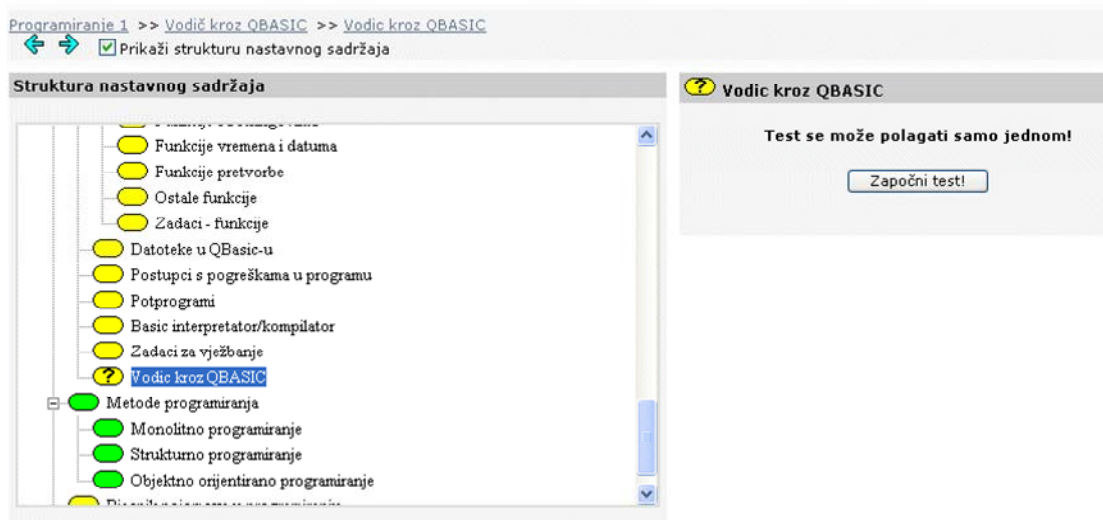 Programiranje 1 >> Vodič kroz QBASIC >> Vodic kroz QBASIC
Prikaži strukturu nastavnog sadržaja
Struktura nastavnog sadržaja
Funkcije vremena i datuma
Funkcije pretvorbe
Ostale funkcije
Zadaci - funkcije
Datoteke u QBasic-u
Postupci s pogreškama u programu
Potprogrami
Basic interpretator/kompilator
Zadaci za vježbanje
? Vodic kroz QBASIC
Metode programiranja
Monolitno programiranje
Strukturno programiranje
Objektno orijentirano programiranje
? Vodic kroz QBASIC
Test se može polagati samo jednom!
Započni test!